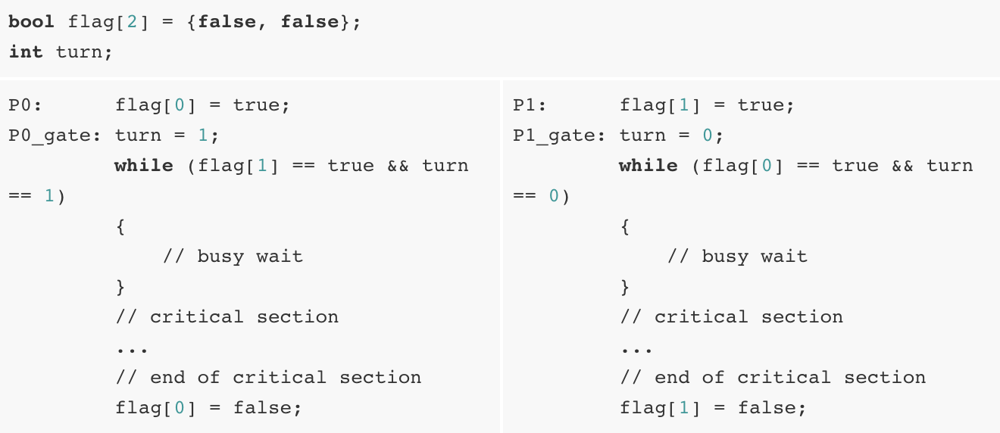 bool flag[2] = {false, false};
int turn;
P0:      flag[0] = true;
P0_gate: turn = 1;
         while (flag[1] == true && turn
== 1)
         {
             // busy wait
         }
         // critical section
         ...
         // end of critical section
         flag[0] = false;
P1:      flag[1] = true;
P1_gate: turn = 0;
         while (flag[0] == true && turn
== 0)
         {
             // busy wait
         }
         // critical section
         ...
         // end of critical section
         flag[1] = false;